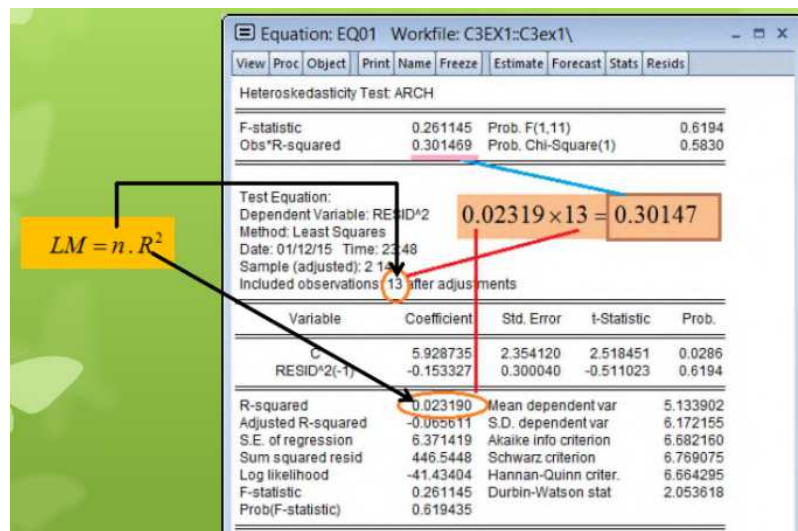 Equation: EQ01 Workfile: C3EX1::C3ex1\
View Proc Object Print Name Freeze Estimate Forecast Stats Resids
Heteroskedasticity Test: ARCH
F-statistic 0.261145 Prob. F(1,11) 0.6194
Obs*R-squared 0.301469 Prob. Chi-Square(1) 0.5830
Test Equation:
Dependent Variable: RESID^2
Method: Least Squares
Date: 01/12/15 Time: 23:48
Sample (adjusted): 2 14
Included observations: 13 after adjustments
0.02319 × 13 = 0.30147
LM = n . R²
Variable Coefficient Std. Error t-Statistic Prob.
C 5.928735 2.354120 2.518451 0.0286
RESID^2(-1) -0.153327 0.300040 -0.511023 0.6194
R-squared 0.023190 Mean dependent var 5.133902
Adjusted R-squared -0.065611 S.D. dependent var 6.172155
S.E. of regression 6.371419 Akaike info criterion 6.682160
Sum squared resid 446.5448 Schwarz criterion 6.769075
Log likelihood -41.43404 Hannan-Quinn criter. 6.664295
F-statistic 0.261145 Durbin-Watson stat 2.053618
Prob(F-statistic) 0.619435